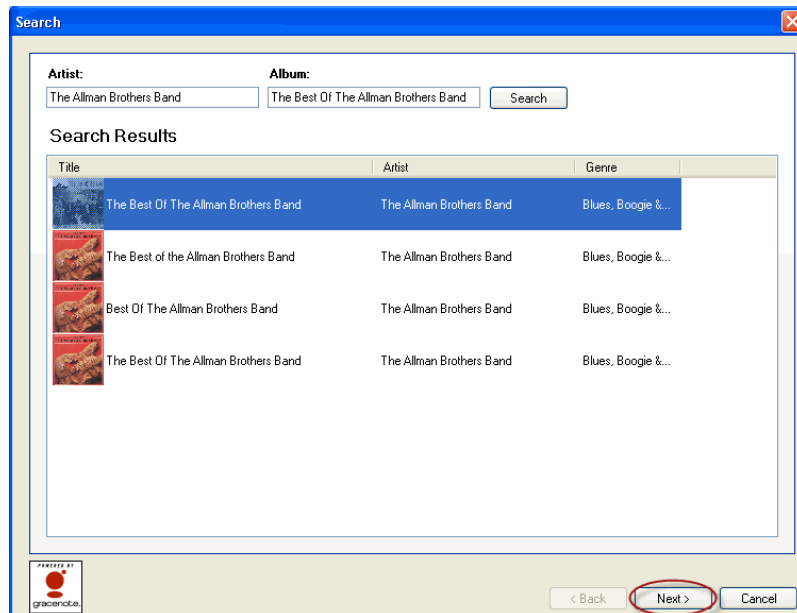 Search
Artist:
Album:
The Allman Brothers Band
The Best Of The Allman Brothers Band
Search
Search Results
Title
Artist
Genre
The Best Of The Allman Brothers Band
The Allman Brothers Band
Blues, Boogie &...
The Best of the Allman Brothers Band
The Allman Brothers Band
Blues, Boogie &...
Best Of The Allman Brothers Band
The Allman Brothers Band
Blues, Boogie &...
The Best Of The Allman Brothers Band
The Allman Brothers Band
Blues, Boogie &...
POWERED BY
gracenote.
< Back
Next >
Cancel